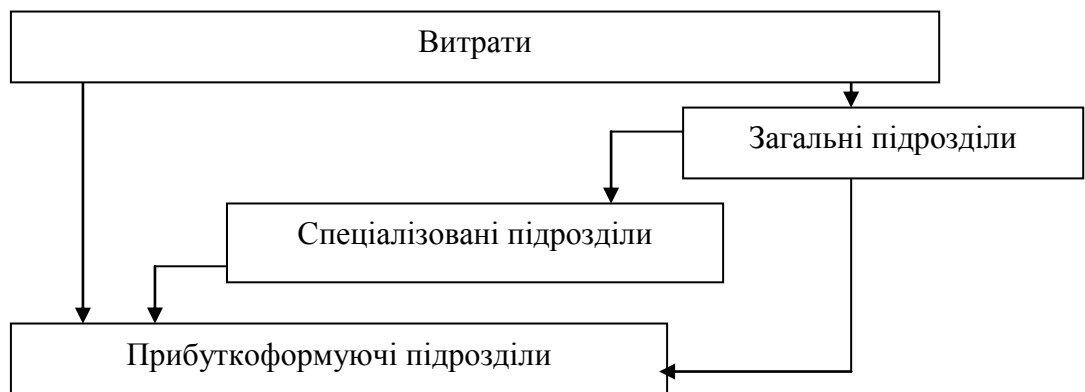 Витрати
Загальні підрозділи
Спеціалізовані підрозділи
Прибуткоформуючі підрозділи